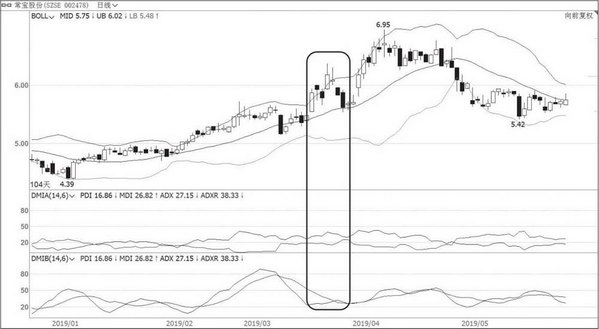 常宝股份(SZSE 002478) 日线
BOLL MID 5.75↓ UB 6.02↓ LB 5.48↑ 向前复权
6.95
6.00
5.42
5.00
104天 4.39
DMIA(14,6) PDI 16.86↓ MDI 26.82↑ ADX 27.15↓ ADXR 38.33↓
80
50
20
DMIB(14,6) PDI 16.86↓ MDI 26.82↑ ADX 27.15↓ ADXR 38.33↓
80
50
20
2019/01 2019/02 2019/03 2019/04 2019/05